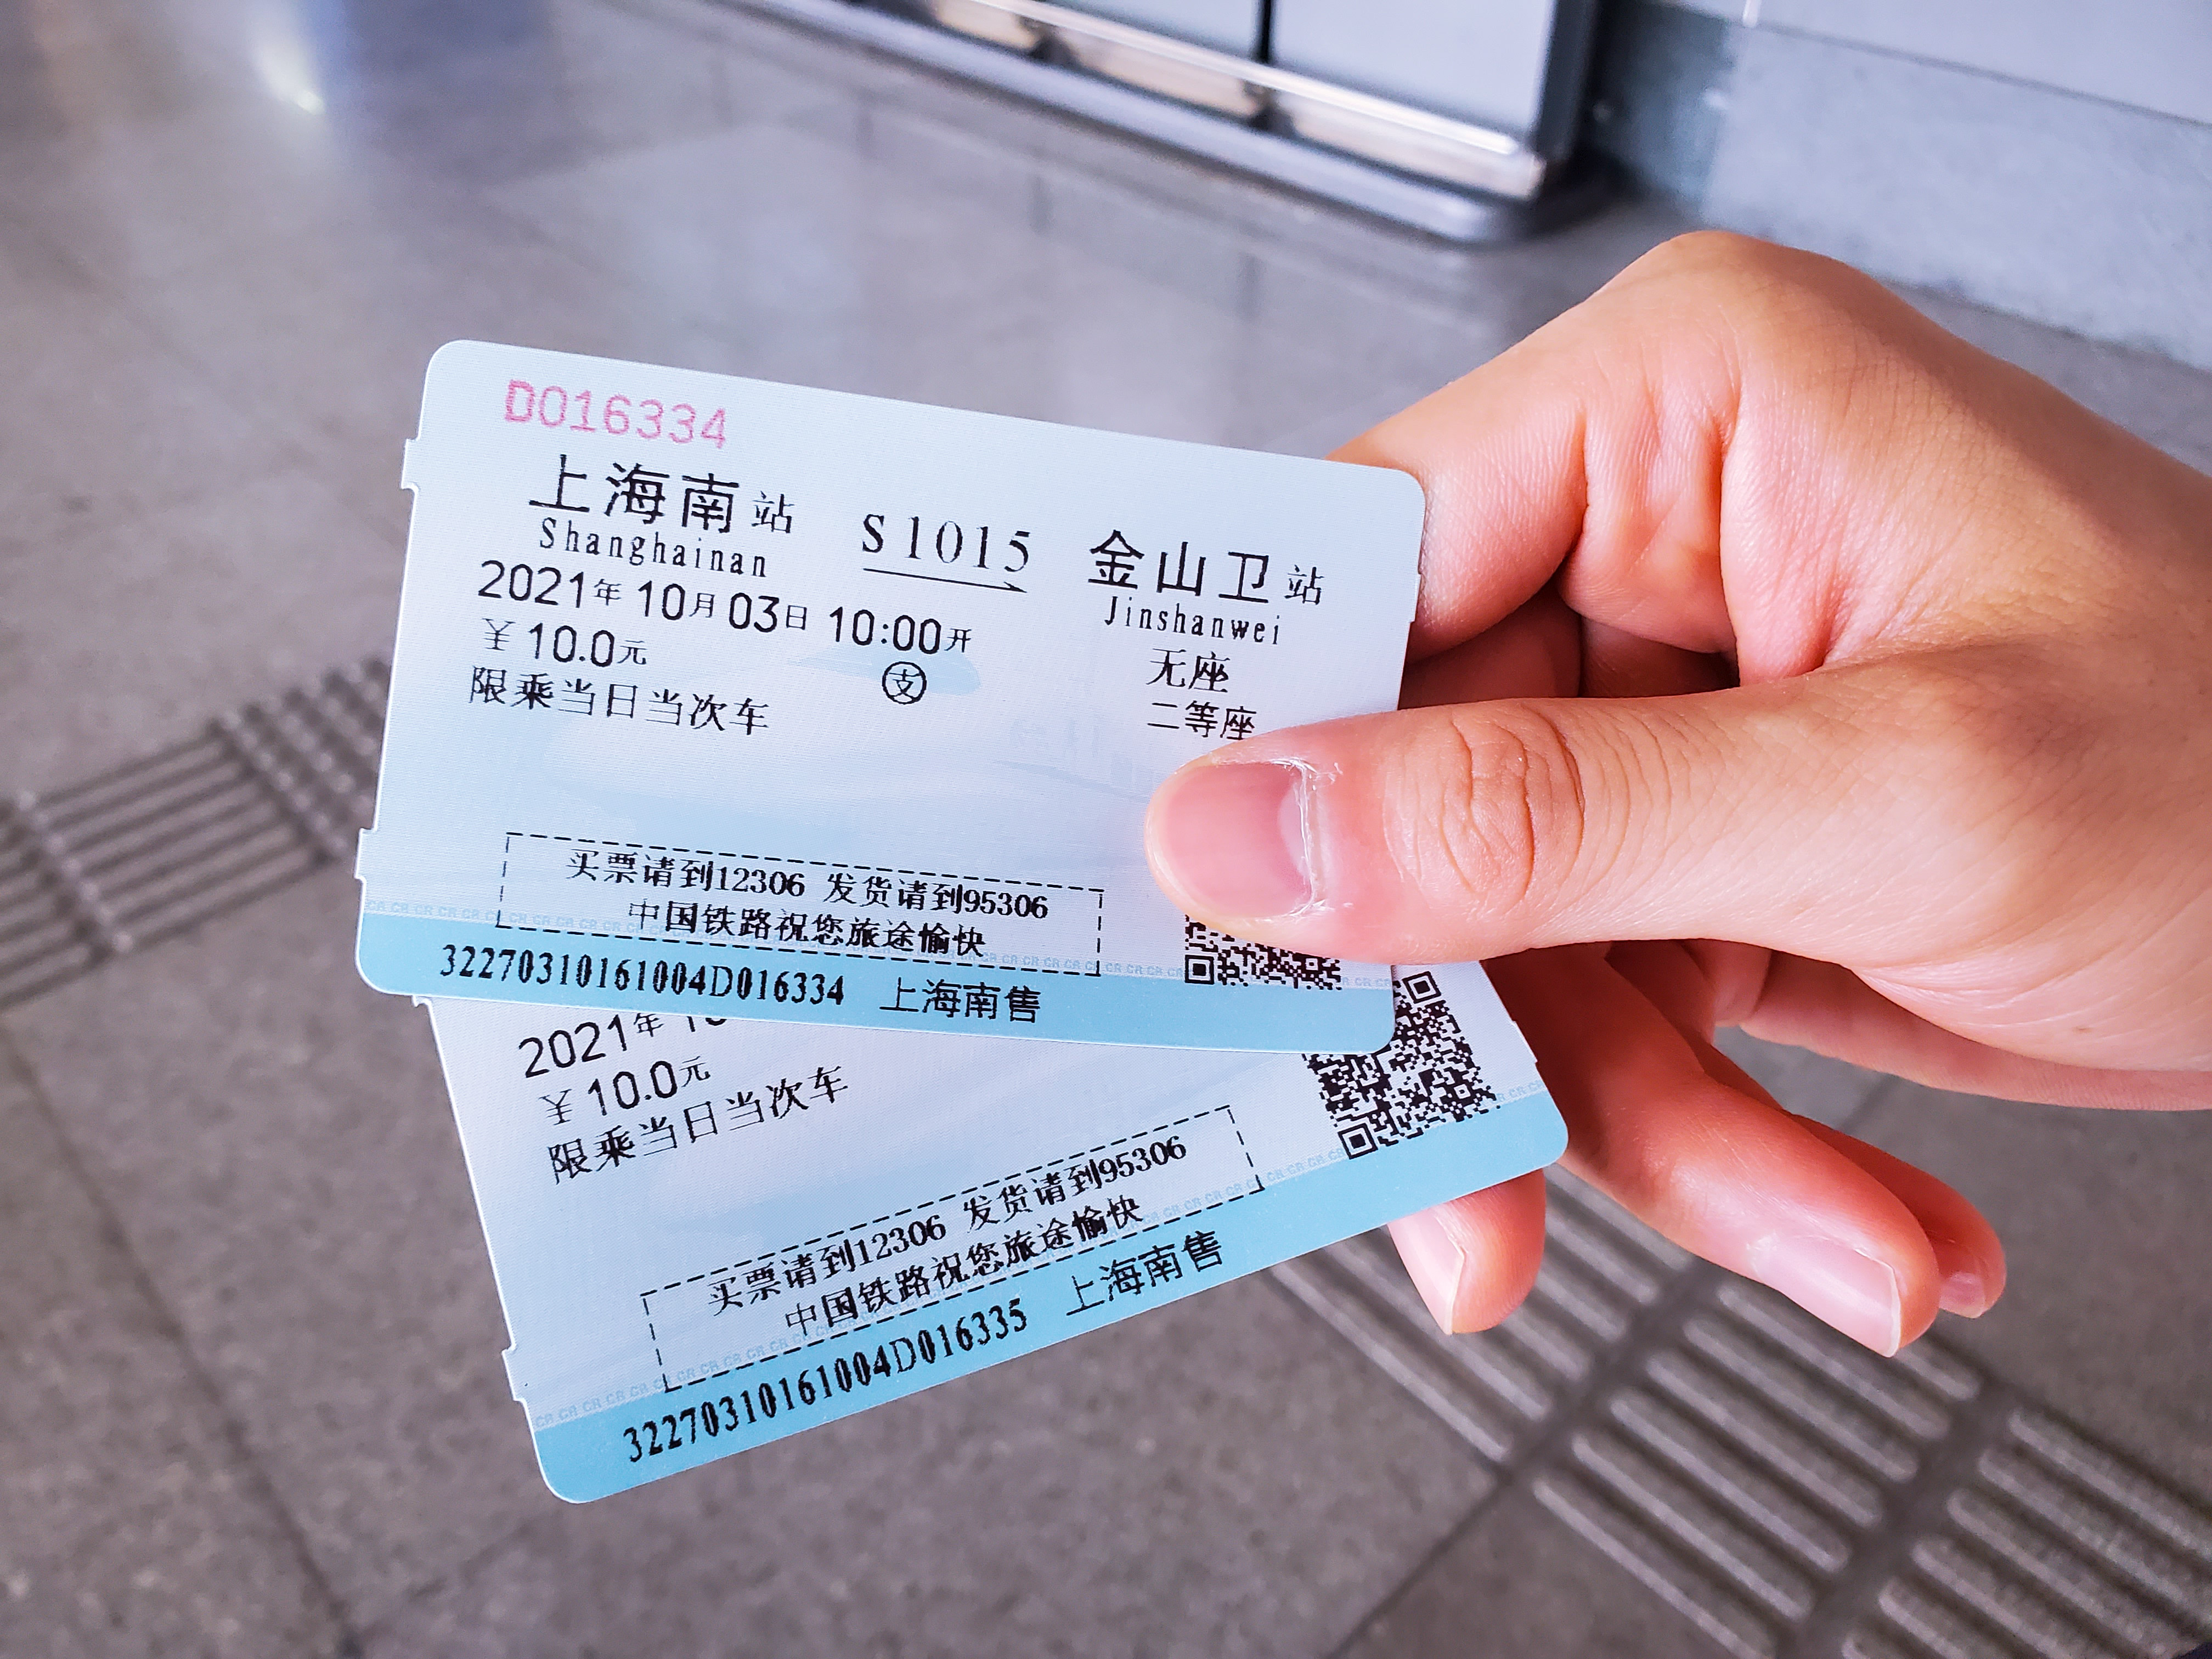 D016334
上海南站 S1015 金山卫站
Shanghainan Jinshanwei
2021年10月03日 10:00开
￥10.0元 无座
限乘当日当次车 支 二等座
买票请到12306 发货请到95306
中国铁路祝您旅途愉快
32270310161004D016334 上海南售
2021年
￥10.0元
限乘当日当次车
买票请到12306 发货请到95306
中国铁路祝您旅途愉快
32270310161004D016335 上海南售